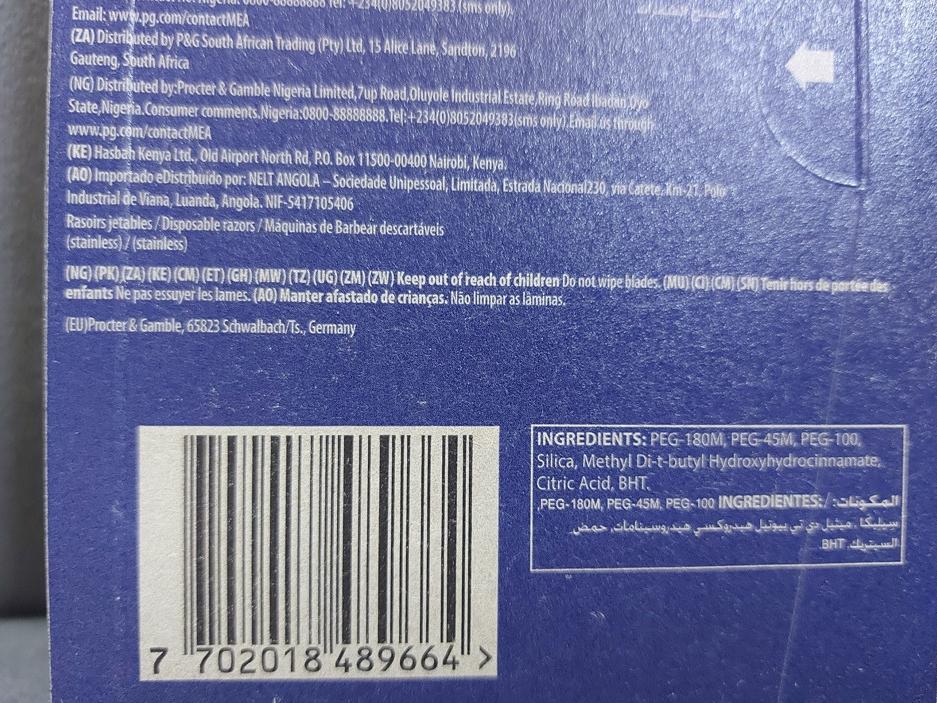 +234(0)8052049383 (sms only).
Email: www.pg.com/contactMEA
(ZA) Distributed by P&G South African Trading (Pty) Ltd, 15 Alice Lane, Sandton, 2196
Gauteng, South Africa
(NG) Distributed by:Procter & Gamble Nigeria Limited,7up Road,Oluyole Industrial Estate,Ring Road Ibadan.Oyo
State,Nigeria.Consumer comments.Nigeria:0800-88888888.Tel:+234(0)8052049383(sms only).Email us through
www.pg.com/contactMEA
(KE) Hasbah Kenya Ltd., Old Airport North Rd, P.O. Box 11500-00400 Nairobi, Kenya.
(AO) Importado eDistribuido por: NELT ANGOLA – Sociedade Unipessoal, Limitada, Estrada Nacional230, via Catete, Km-27, Polo
Industrial de Viana, Luanda, Angola. NIF-5417105406
Rasoirs jetables / Disposable razors / Máquinas de Barbear descartáveis
(stainless) / (stainless)
(NG) (PK) (ZA) (KE) (CM) (ET) (GH) (MW) (TZ) (UG) (ZM) (ZW) Keep out of reach of children Do not wipe blades. (MU) (CI) (CM) (SN) Tenir hors de portée des
enfants Ne pas essuyer les lames. (AO) Manter afastado de crianças. Não limpar as lâminas.
(EU)Procter & Gamble, 65823 Schwalbach/Ts., Germany
INGREDIENTS: PEG-180M, PEG-45M, PEG-100,
Silica, Methyl Di-t-butyl Hydroxyhydrocinnamate,
Citric Acid, BHT.
المكونات: / INGREDIENTES: PEG-180M, PEG-45M, PEG-100,
سيليكا، ميثيل دي تي بيوتيل هيدروكسي هيدروسينامات، حمض
السيتريك، BHT.
7 702018 489664 >